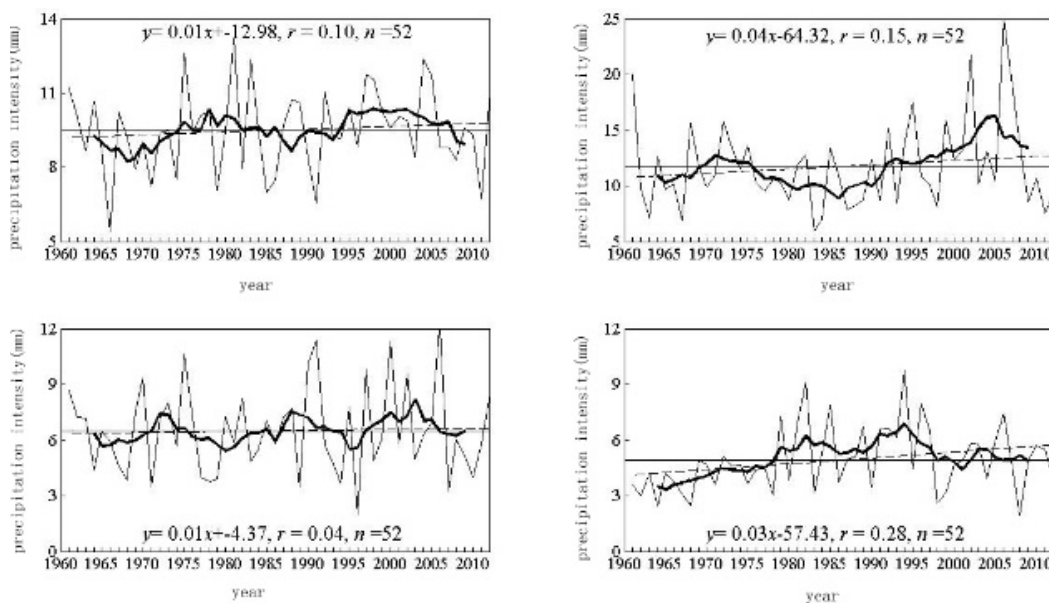 y= 0.01x+-12.98, r = 0.10, n =52
precipitation intensity(mm)
14
11
9
6
5
1960 1965 1970 1975 1980 1985 1990 1995 2000 2005 2010
year
y= 0.04x-64.32, r = 0.15, n =52
precipitation intensity(mm)
25
20
15
10
5
1960 1965 1970 1975 1980 1985 1990 1995 2000 2005 2010
year
precipitation intensity(mm)
12
9
6
3
0
y= 0.01x+-4.37, r = 0.04, n =52
1960 1965 1970 1975 1980 1985 1990 1995 2000 2005 2010
year
precipitation intensity(mm)
12
9
6
3
0
y= 0.03x-57.43, r = 0.28, n =52
1960 1965 1970 1975 1980 1985 1990 1995 2000 2005 2010
year